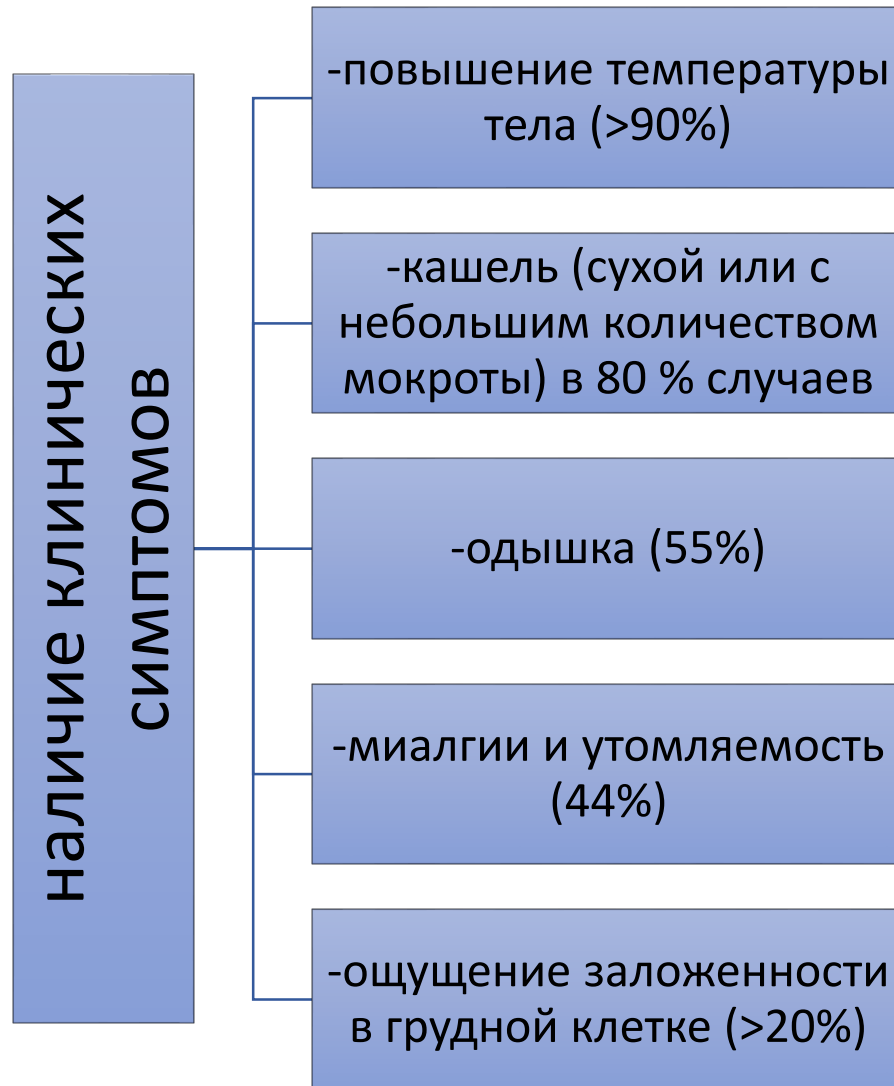 наличие клинических
симптомов
-повышение температуры
тела (>90%)
-кашель (сухой или с
небольшим количеством
мокроты) в 80 % случаев
-одышка (55%)
-миалгии и утомляемость
(44%)
-ощущение заложенности
в грудной клетке (>20%)